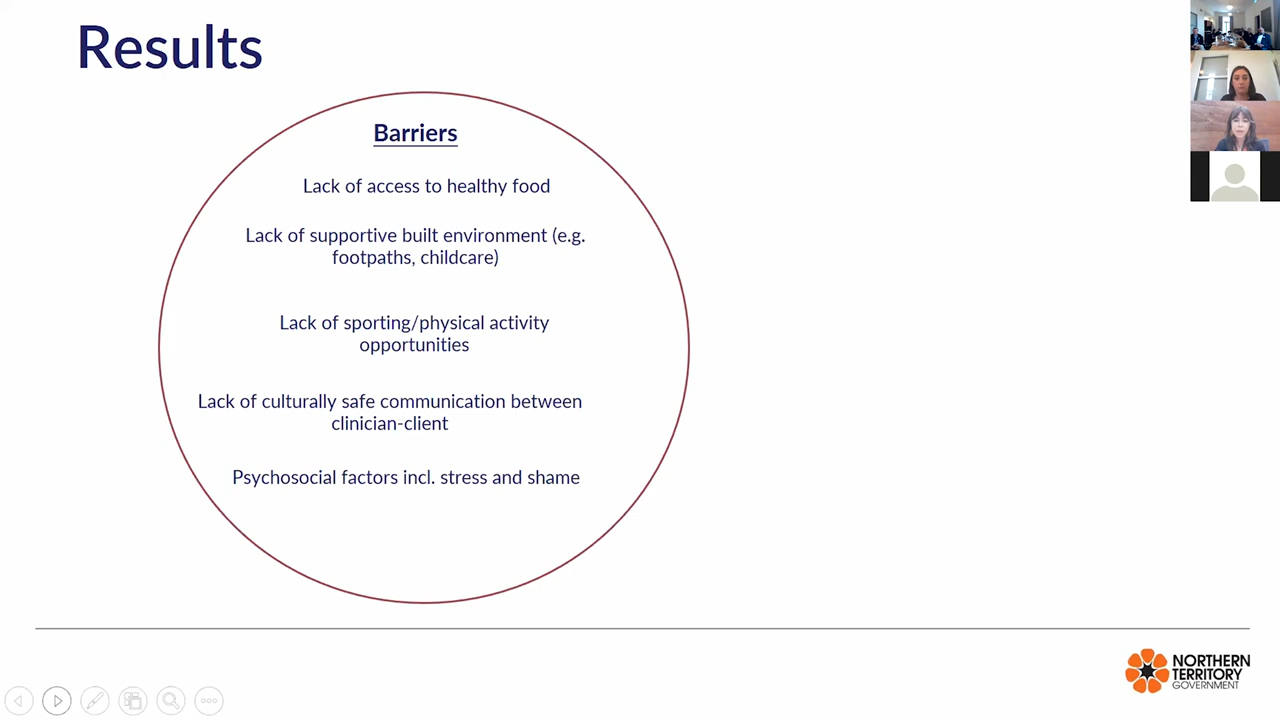 Results
Barriers
Lack of access to healthy food
Lack of supportive built environment (e.g.
footpaths, childcare)
Lack of sporting/physical activity
opportunities
Lack of culturally safe communication between
clinician-client
Psychosocial factors incl. stress and shame
NORTHERN
TERRITORY
GOVERNMENT